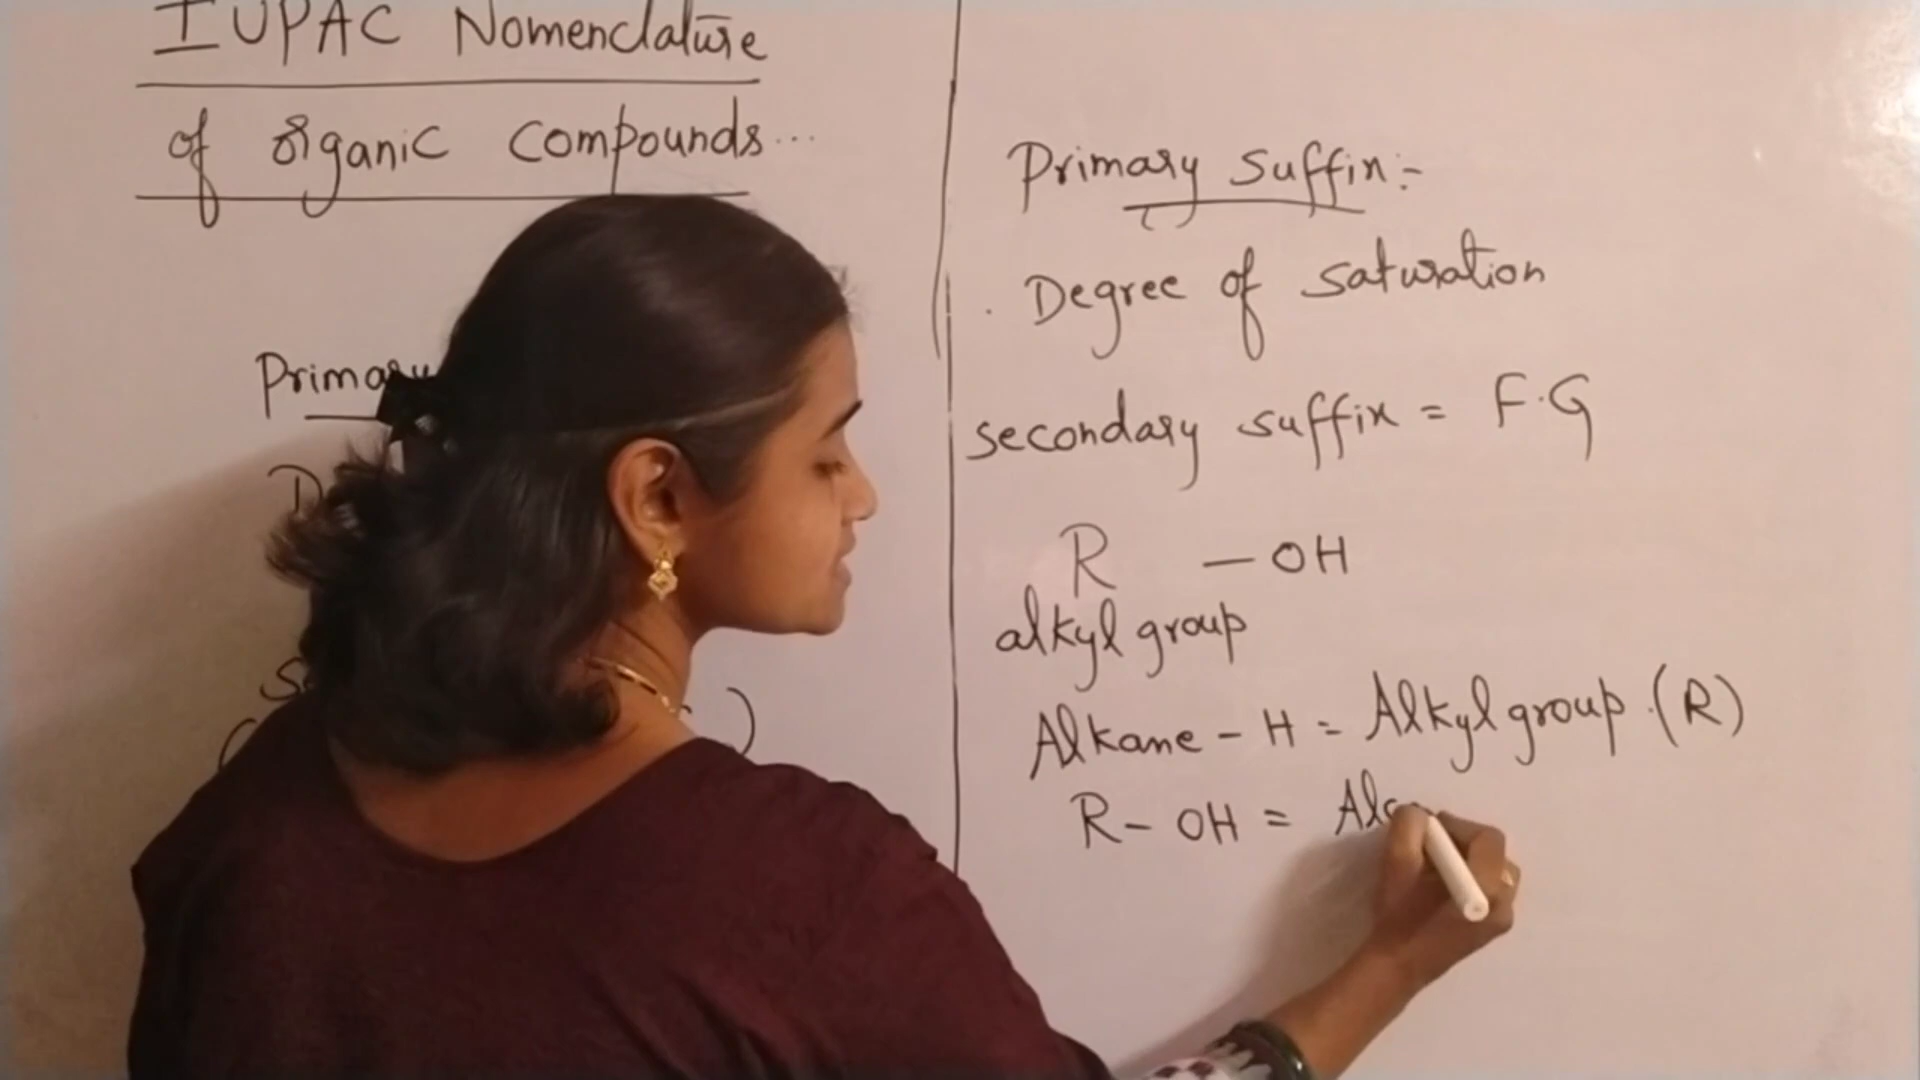 IUPAC Nomenclature
of organic compounds...
Primary
Primary Suffin:-
. Degree of saturation
secondary suffix = F.G
R — OH
alkyl group
Alkane - H = Alkyl group. (R)
R - OH = Alc